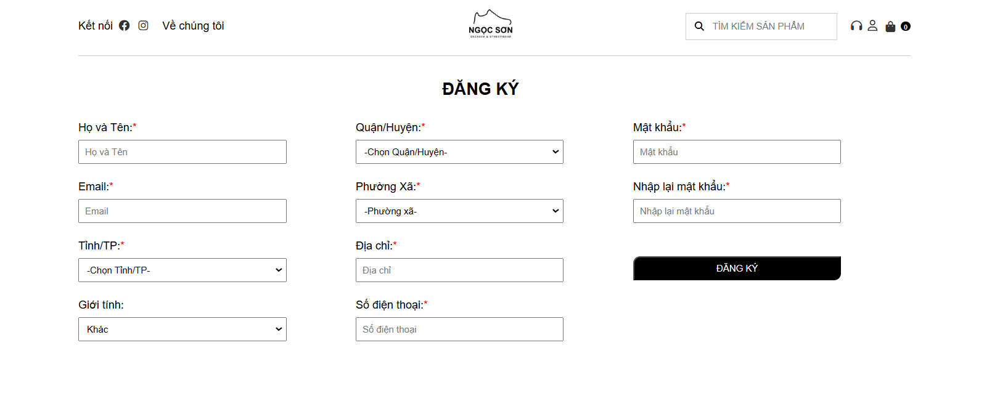 Kết nối
Về chúng tôi
NGỌC SƠN
SNEAKER & STREETWEAR
TÌM KIẾM SẢN PHẨM
0
ĐĂNG KÝ
Họ và Tên:*
Họ và Tên
Email:*
Email
Tỉnh/TP:*
-Chọn Tỉnh/TP-
Giới tính:
Khác
Quận/Huyện:*
-Chọn Quận/Huyện-
Phường Xã:*
-Phường xã-
Địa chỉ:*
Địa chỉ
Số điện thoại:*
Số điện thoại
Mật khẩu:*
Mật khẩu
Nhập lại mật khẩu:*
Nhập lại mật khẩu
ĐĂNG KÝ